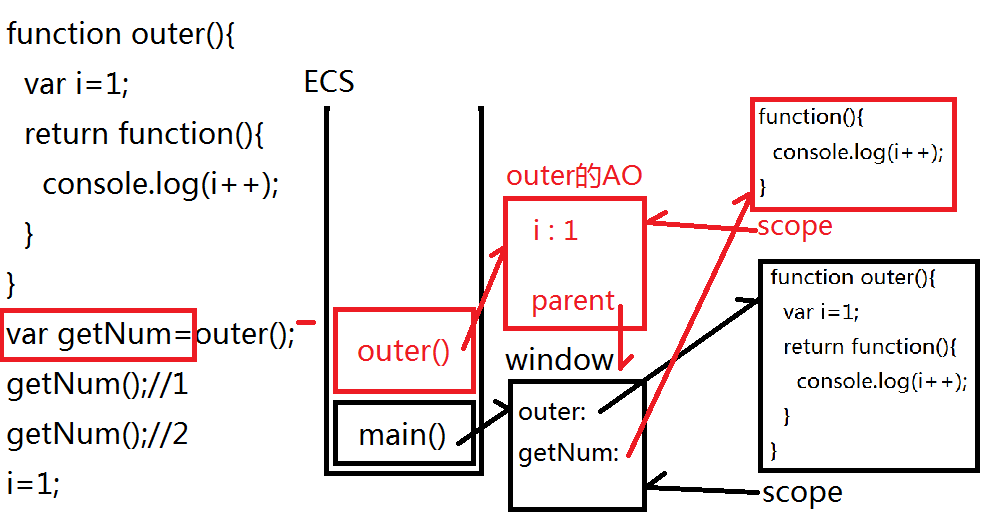 function outer(){
var i=1;
return function(){
console.log(i++);
}
}
var getNum=outer();
getNum();//1
getNum();//2
i=1;
ECS
outer()
main()
outer的AO
i : 1
parent
window
outer:
getNum:
function(){
console.log(i++);
}
scope
function outer(){
var i=1;
return function(){
console.log(i++);
}
}
scope